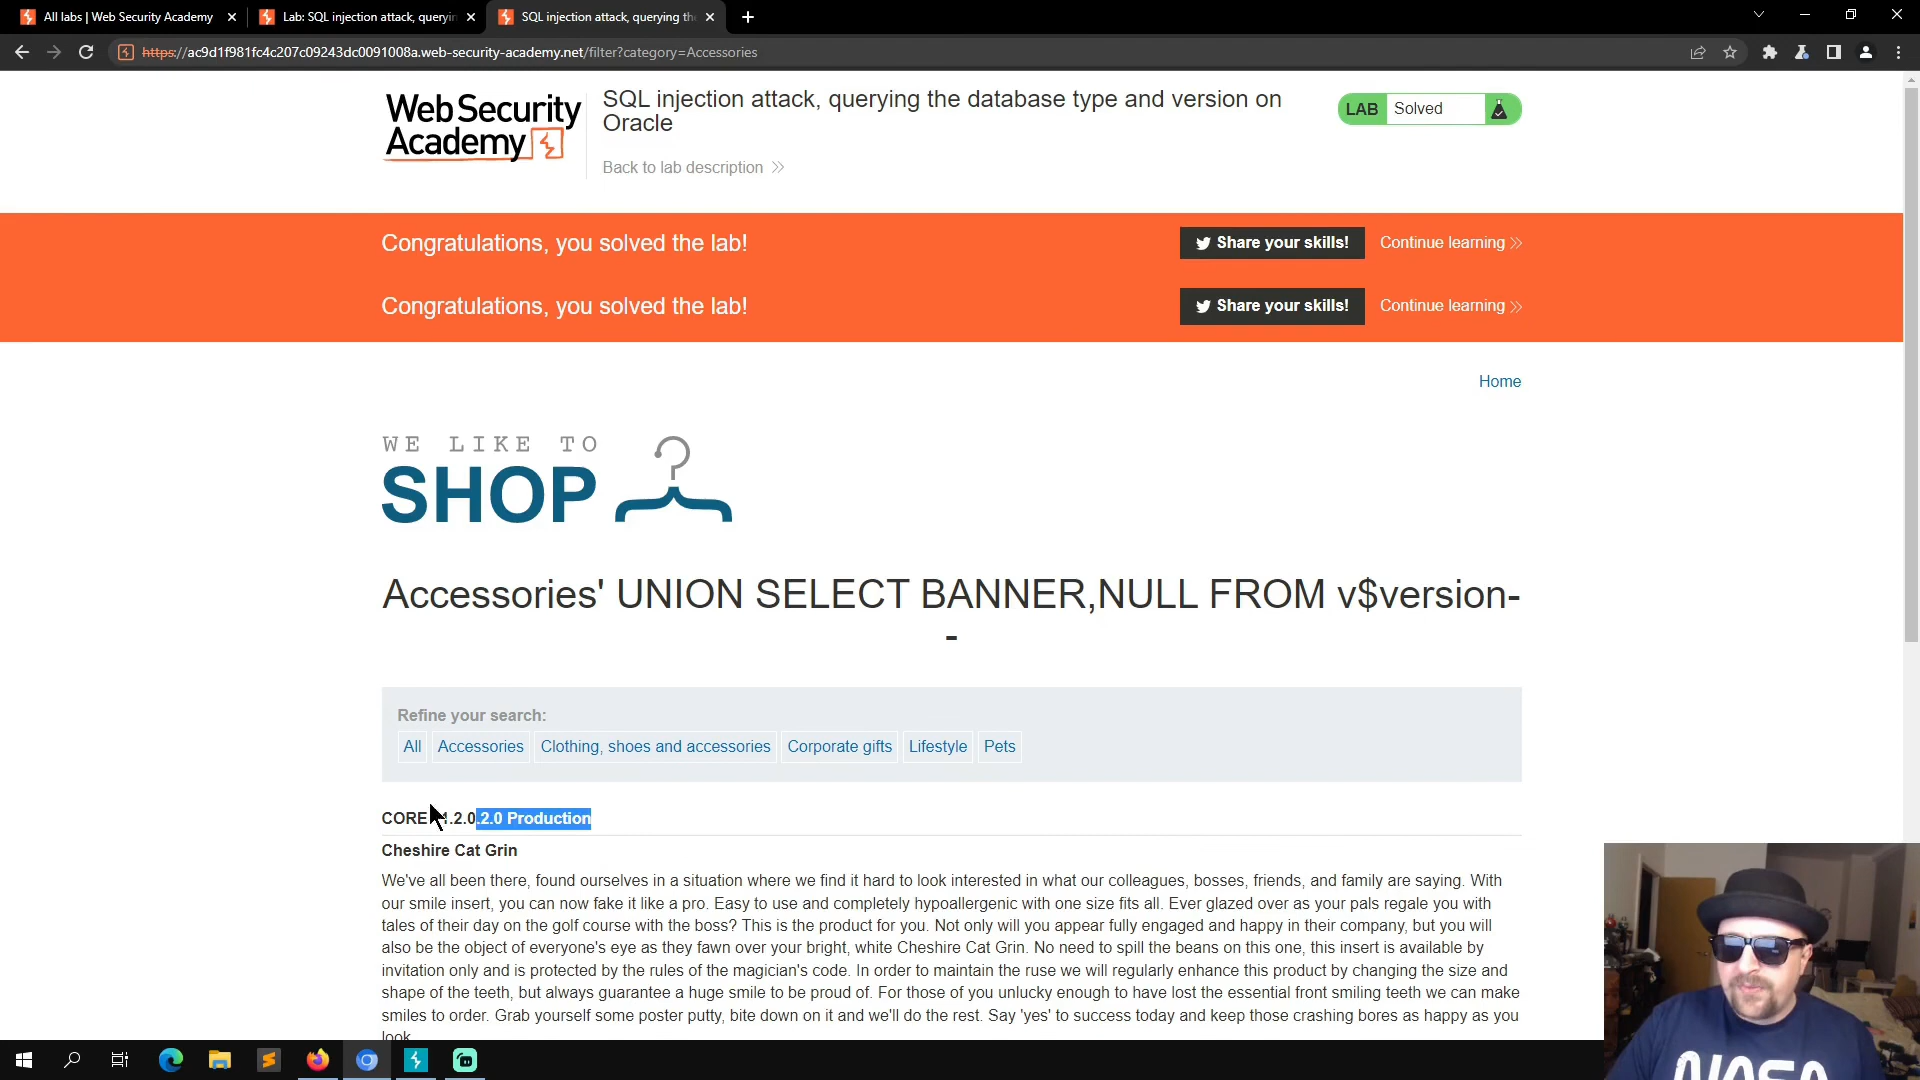 All labs | Web Security Academy
Lab: SQL injection attack, queryin
SQL injection attack, querying th
https://ac9d1f981fc4c207c09243dc0091008a.web-security-academy.net/filter?category=Accessories
WebSecurity
Academy
SQL injection attack, querying the database type and version on
Oracle
Back to lab description
LAB Solved
Congratulations, you solved the lab!
Share your skills!
Continue learning
Congratulations, you solved the lab!
Share your skills!
Continue learning
Home
WE LIKE TO
SHOP
Accessories' UNION SELECT BANNER,NULL FROM v$version-
-
Refine your search:
All
Accessories
Clothing, shoes and accessories
Corporate gifts
Lifestyle
Pets
CORE 1.2.0.2.0 Production
Cheshire Cat Grin
We've all been there, found ourselves in a situation where we find it hard to look interested in what our colleagues, bosses, friends, and family are saying. With
our smile insert, you can now fake it like a pro. Easy to use and completely hypoallergenic with one size fits all. Ever glazed over as your pals regale you with
tales of their day on the golf course with the boss? This is the product for you. Not only will you appear fully engaged and happy in their company, but you will
also be the object of everyone's eye as they fawn over your bright, white Cheshire Cat Grin. No need to spill the beans on this one, this insert is available by
invitation only and is protected by the rules of the magician's code. In order to maintain the ruse we will regularly enhance this product by changing the size and
shape of the teeth, but always guarantee a huge smile to be proud of. For those of you unlucky enough to have lost the essential front smiling teeth we can make
smiles to order. Grab yourself some poster putty, bite down on it and we'll do the rest. Say 'yes' to success today and keep those crashing bores as happy as you
look
NASA